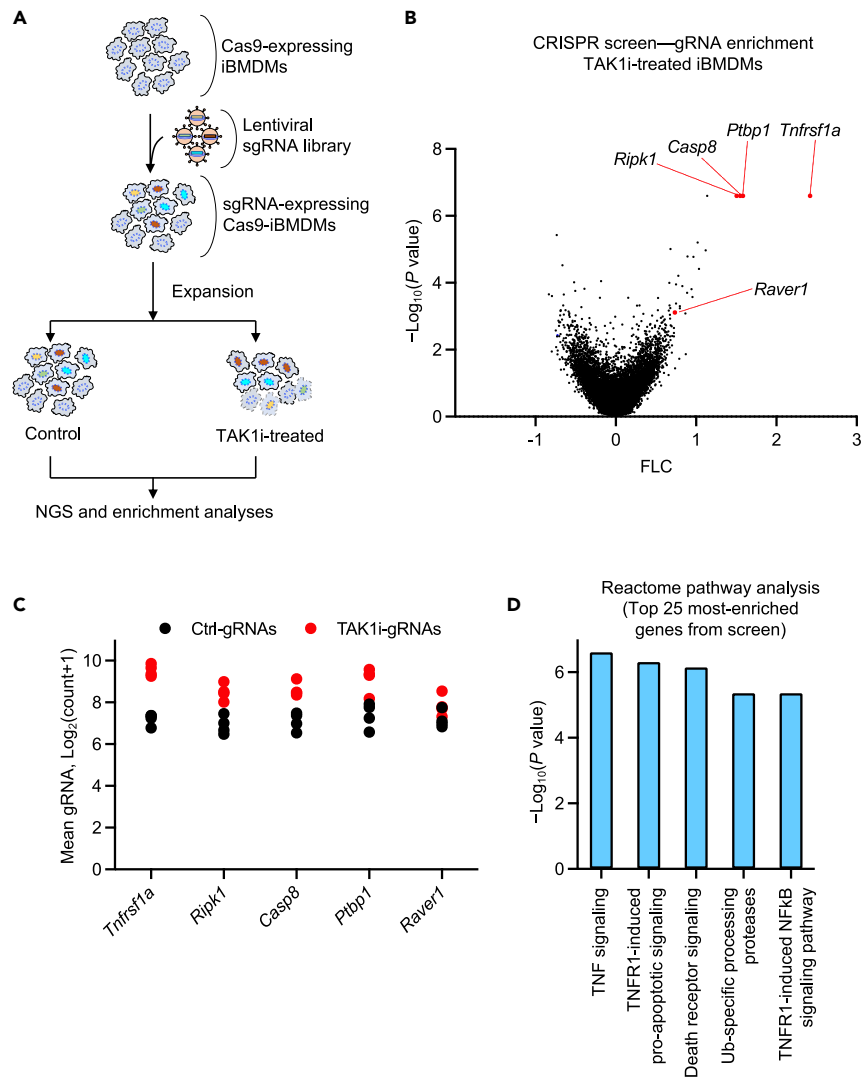 A
Cas9-expressing
iBMDMs
Lentiviral
sgRNA library
sgRNA-expressing
Cas9-iBMDMs
Expansion
Control
TAK1i-treated
NGS and enrichment analyses
B
CRISPR screen—gRNA enrichment
TAK1i-treated iBMDMs
Ptbp1
Tnfrsf1a
Casp8
Ripk1
Raver1
8
6
4
2
0
−Log10(P value)
-1
0
1
2
3
FLC
C
Ctrl-gRNAs
TAK1i-gRNAs
10
8
6
4
2
0
Mean gRNA, Log2(count+1)
Tnfrsf1a
Ripk1
Casp8
Ptbp1
Raver1
D
Reactome pathway analysis
(Top 25 most-enriched
genes from screen)
6
4
2
0
−Log10(P value)
TNF signaling
TNFR1-induced
pro-apoptotic signaling
Death receptor signaling
Ub-specific processing
proteases
TNFR1-induced NFkB
signaling pathway